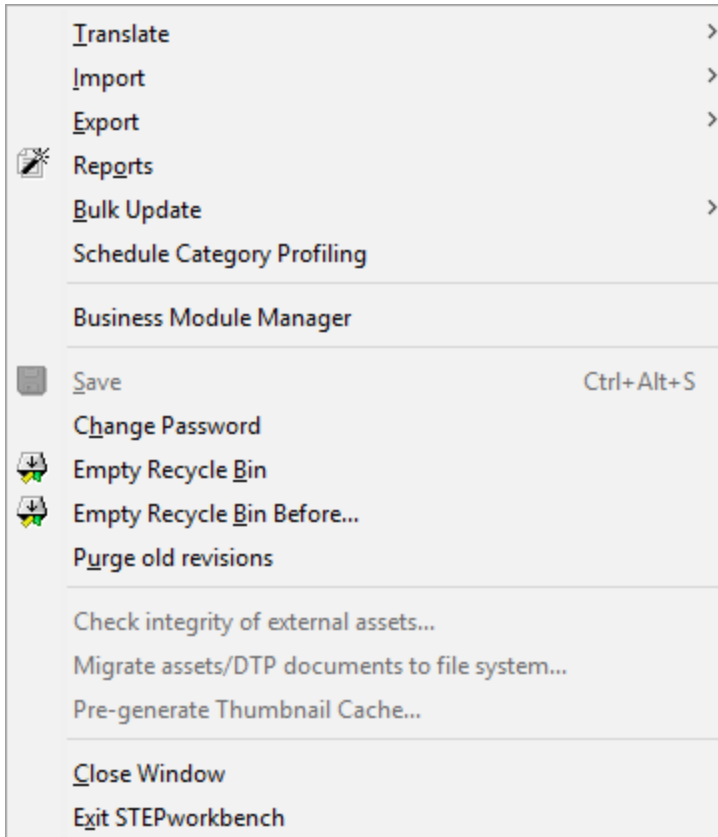 Translate
Import
Export
Reports
Bulk Update
Schedule Category Profiling
Business Module Manager
Save Ctrl+Alt+S
Change Password
Empty Recycle Bin
Empty Recycle Bin Before...
Purge old revisions
Check integrity of external assets...
Migrate assets/DTP documents to file system...
Pre-generate Thumbnail Cache...
Close Window
Exit STEPworkbench